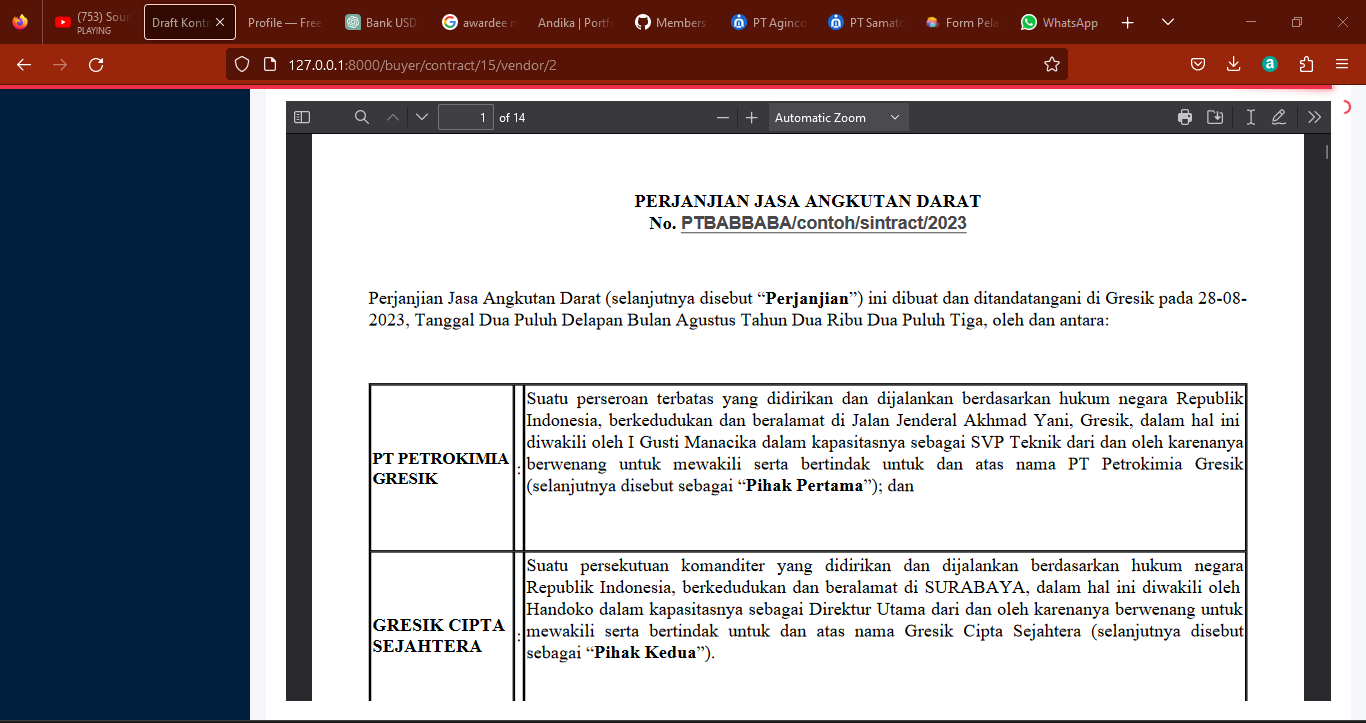 (753) Soun
PLAYING
Draft Kontr
Profile — Free
Bank USD
awardee n
Andika | Portf
Members
PT Aginco
PT Samato
Form Pela
WhatsApp
127.0.0.1:8000/buyer/contract/15/vendor/2
1 of 14
Automatic Zoom
PERJANJIAN JASA ANGKUTAN DARAT
No. PTBABBABA/contoh/sintract/2023
Perjanjian Jasa Angkutan Darat (selanjutnya disebut “Perjanjian”) ini dibuat dan ditandatangani di Gresik pada 28-08-
2023, Tanggal Dua Puluh Delapan Bulan Agustus Tahun Dua Ribu Dua Puluh Tiga, oleh dan antara:
PT PETROKIMIA
GRESIK
:
Suatu perseroan terbatas yang didirikan dan dijalankan berdasarkan hukum negara Republik
Indonesia, berkedudukan dan beralamat di Jalan Jenderal Akhmad Yani, Gresik, dalam hal ini
diwakili oleh I Gusti Manacika dalam kapasitasnya sebagai SVP Teknik dari dan oleh karenanya
berwenang untuk mewakili serta bertindak untuk dan atas nama PT Petrokimia Gresik
(selanjutnya disebut sebagai “Pihak Pertama”); dan
GRESIK CIPTA
SEJAHTERA
:
Suatu persekutuan komanditer yang didirikan dan dijalankan berdasarkan hukum negara
Republik Indonesia, berkedudukan dan beralamat di SURABAYA, dalam hal ini diwakili oleh
Handoko dalam kapasitasnya sebagai Direktur Utama dari dan oleh karenanya berwenang untuk
mewakili serta bertindak untuk dan atas nama Gresik Cipta Sejahtera (selanjutnya disebut
sebagai “Pihak Kedua”).